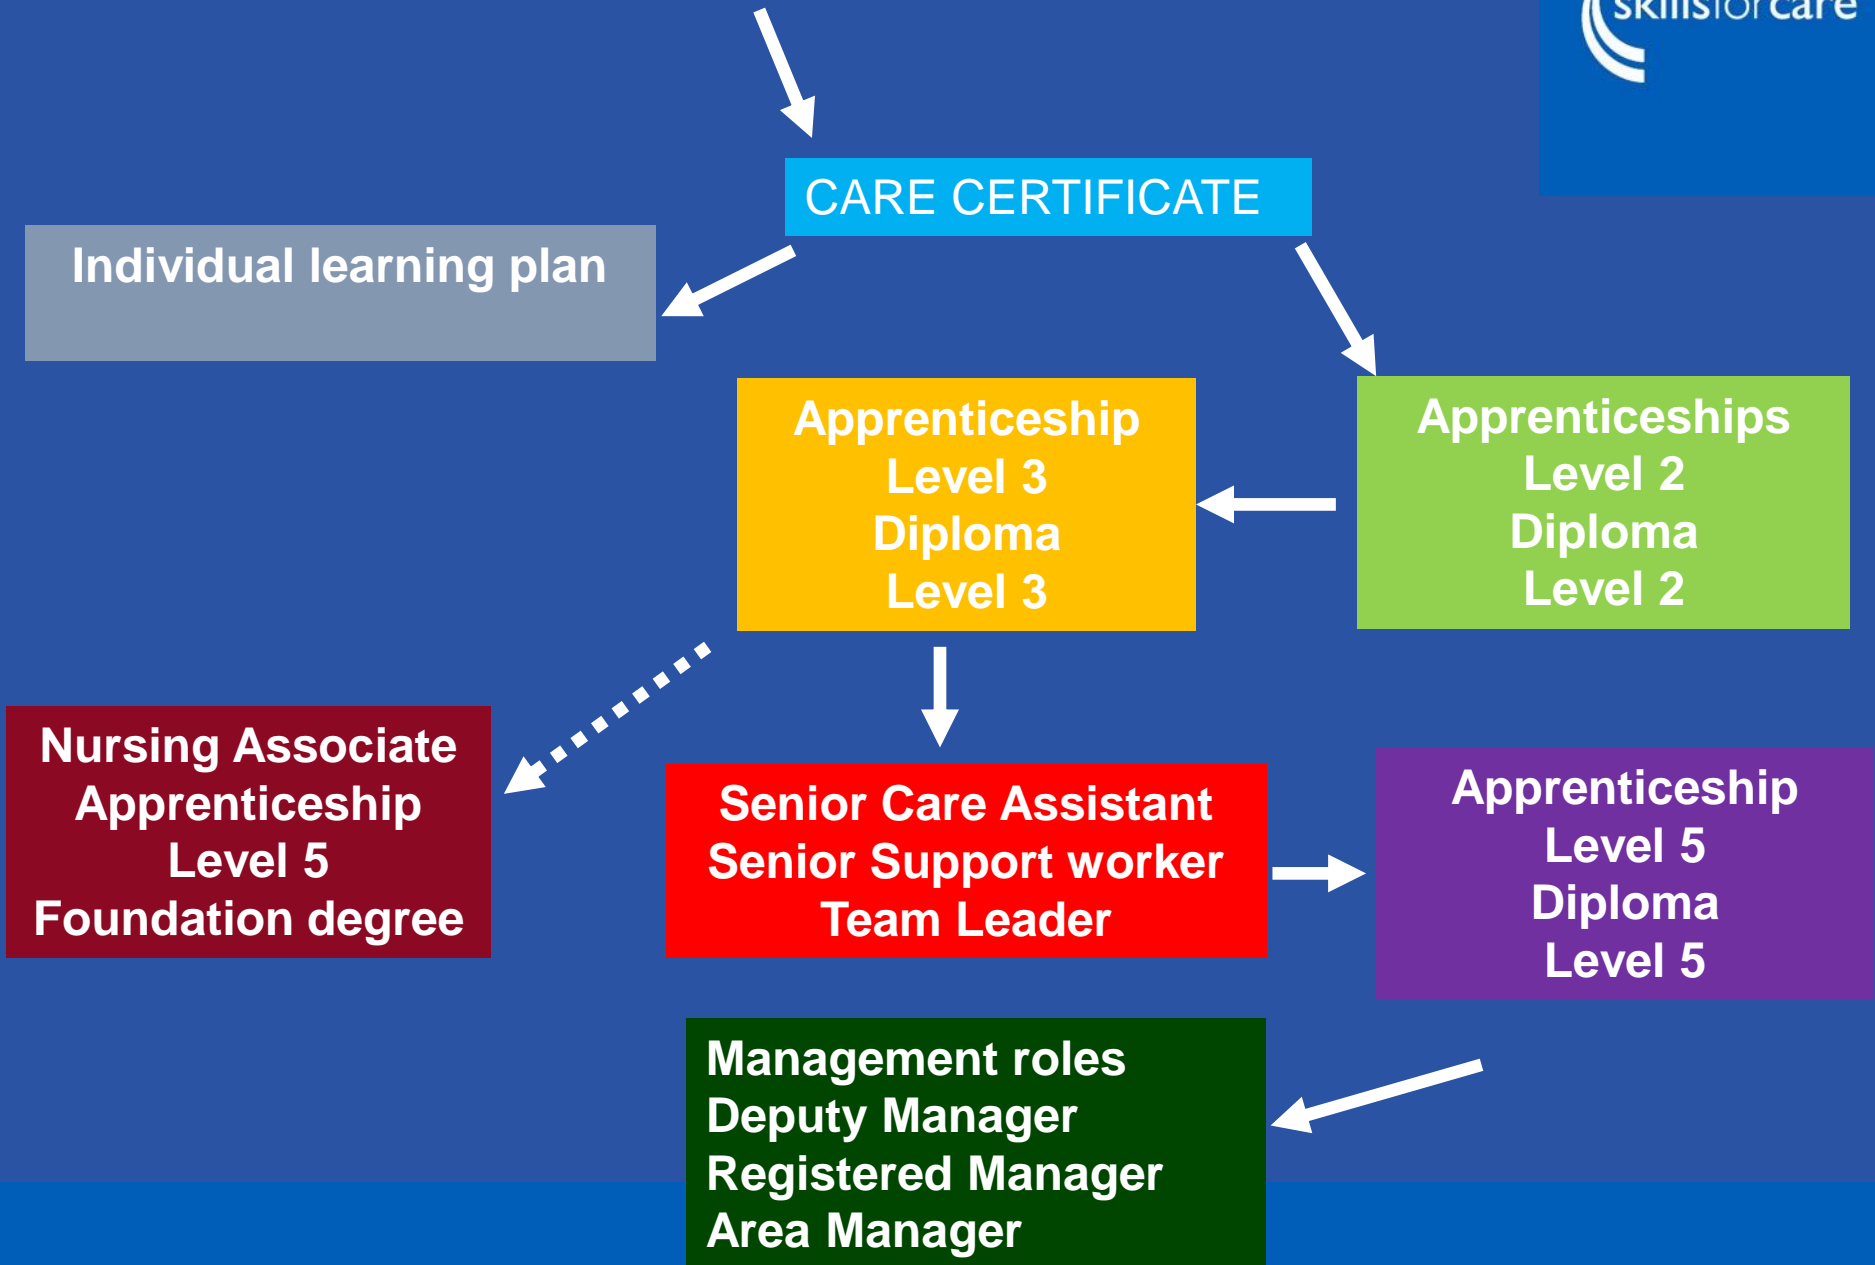 skillsforcare
CARE CERTIFICATE
Individual learning plan
Apprenticeship
Level 3
Diploma
Level 3
Apprenticeships
Level 2
Diploma
Level 2
Nursing Associate
Apprenticeship
Level 5
Foundation degree
Senior Care Assistant
Senior Support worker
Team Leader
Apprenticeship
Level 5
Diploma
Level 5
Management roles
Deputy Manager
Registered Manager
Area Manager